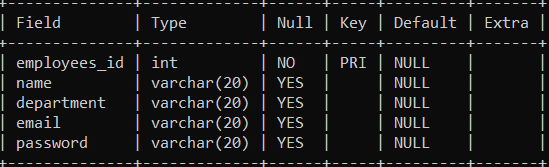 | Field | Type | Null | Key | Default | Extra |
| employees_id | int | NO | PRI | NULL | |
| name | varchar(20) | YES | | NULL | |
| department | varchar(20) | YES | | NULL | |
| email | varchar(20) | YES | | NULL | |
| password | varchar(20) | YES | | NULL | |